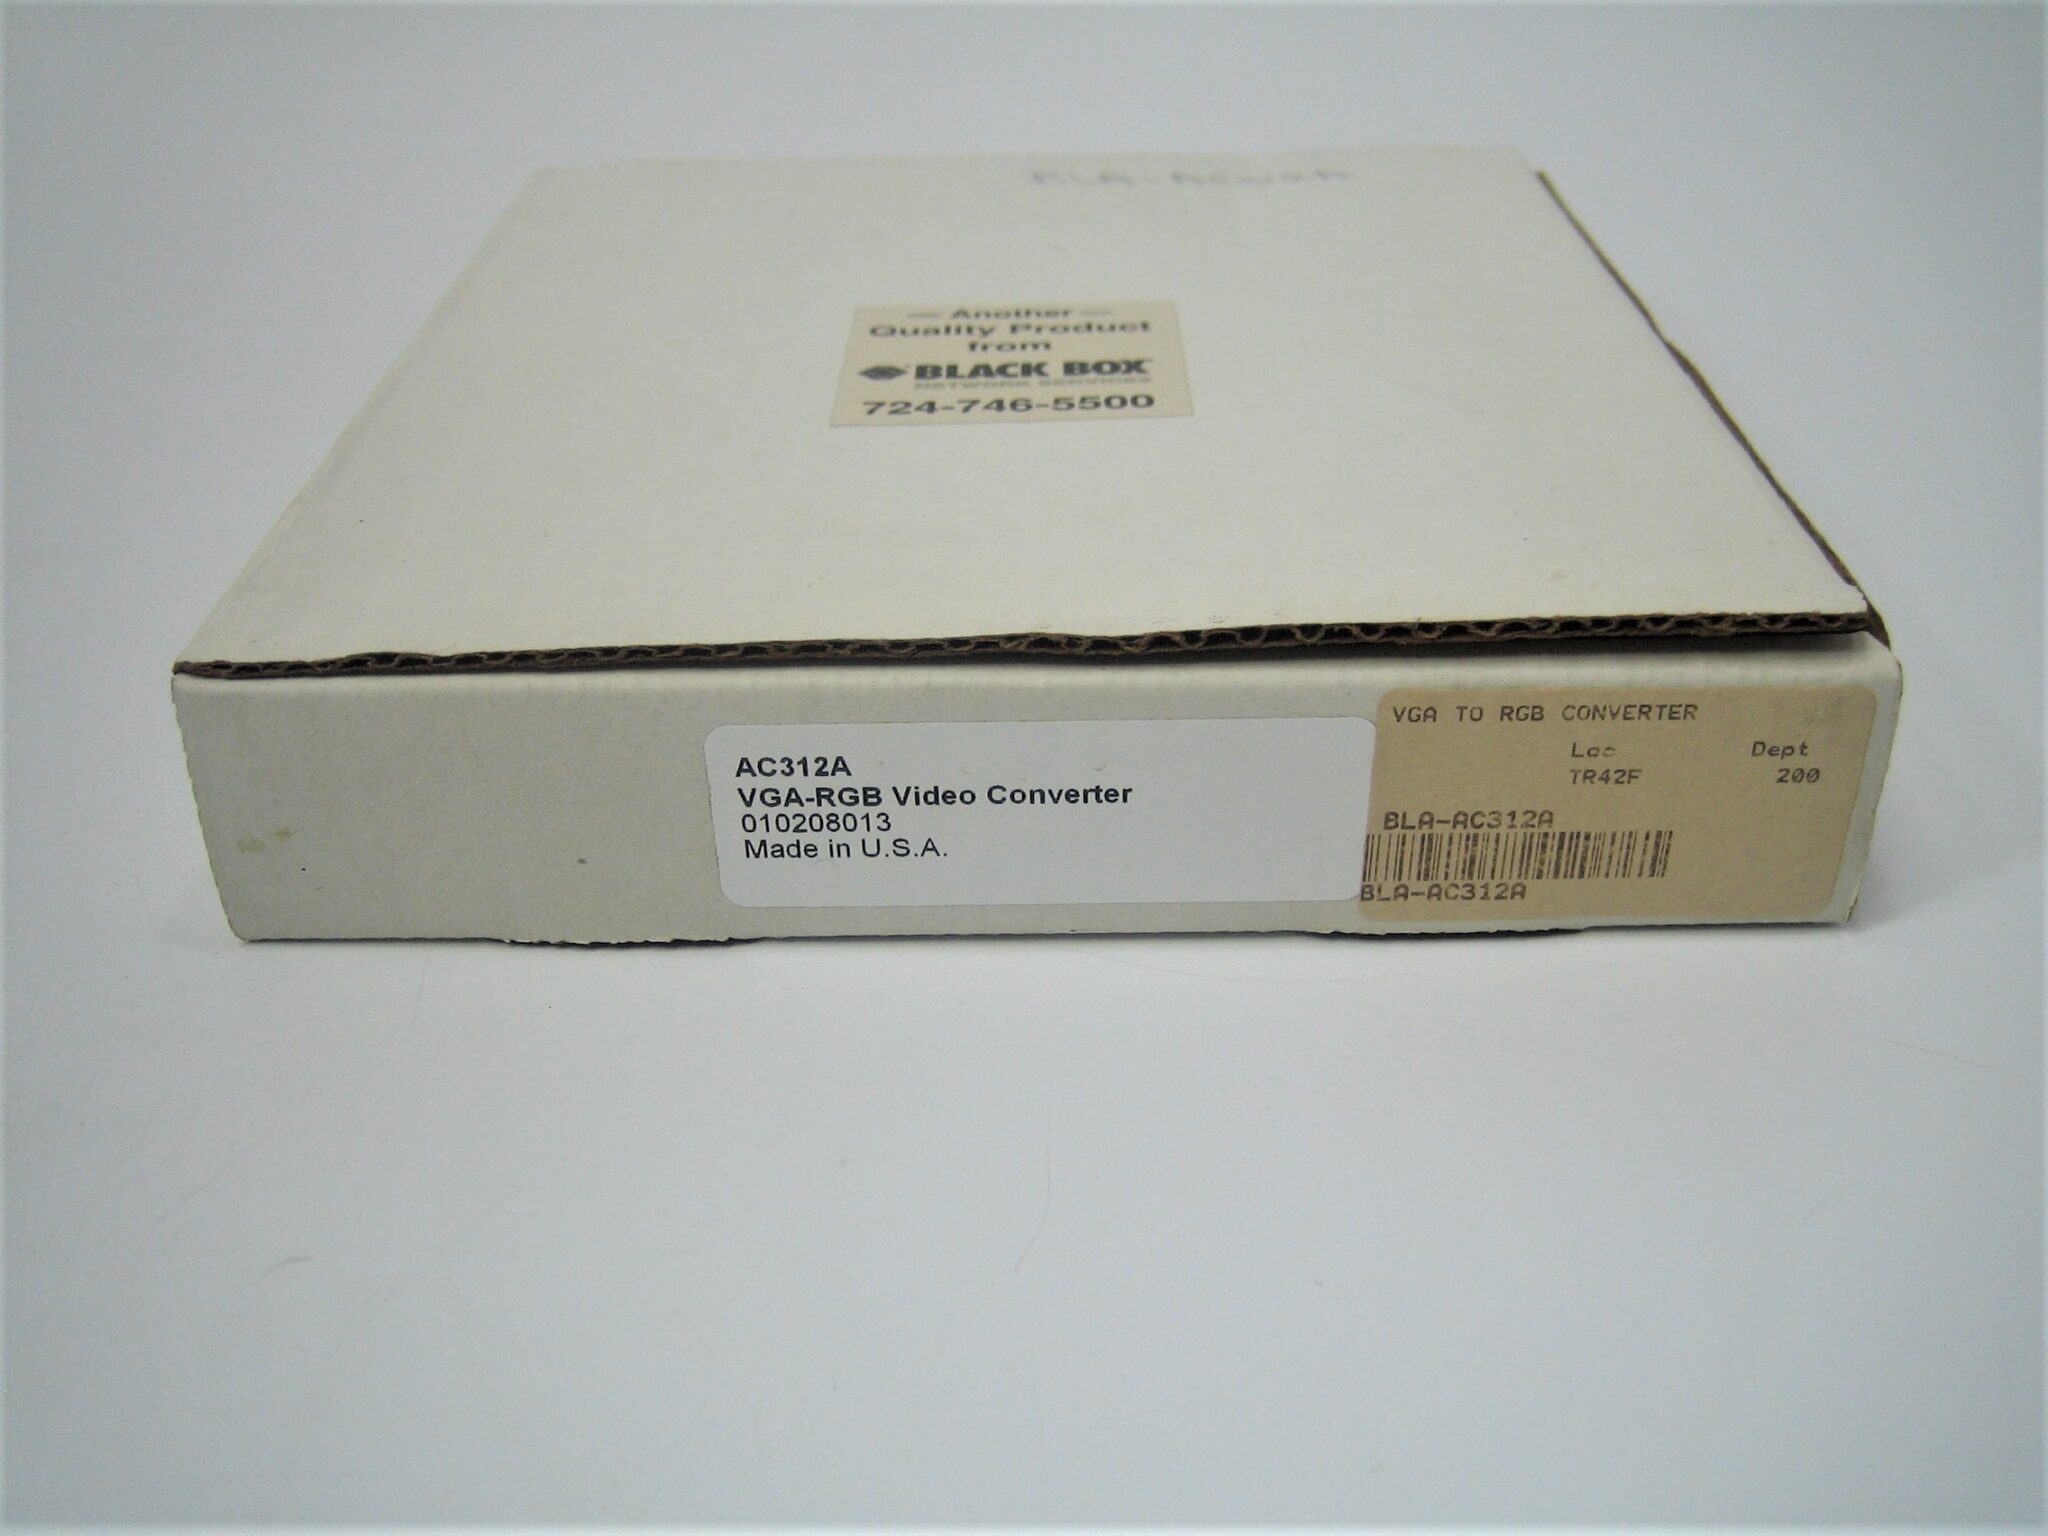 — Another —
Quality Product
from
BLACK BOX
NETWORK SERVICES
724-746-5500
AC312A
VGA-RGB Video Converter
010208013
Made in U.S.A.
VGA TO RGB CONVERTER
Loc Dept
TR42F 200
BLA-AC312A
BLA-AC312A